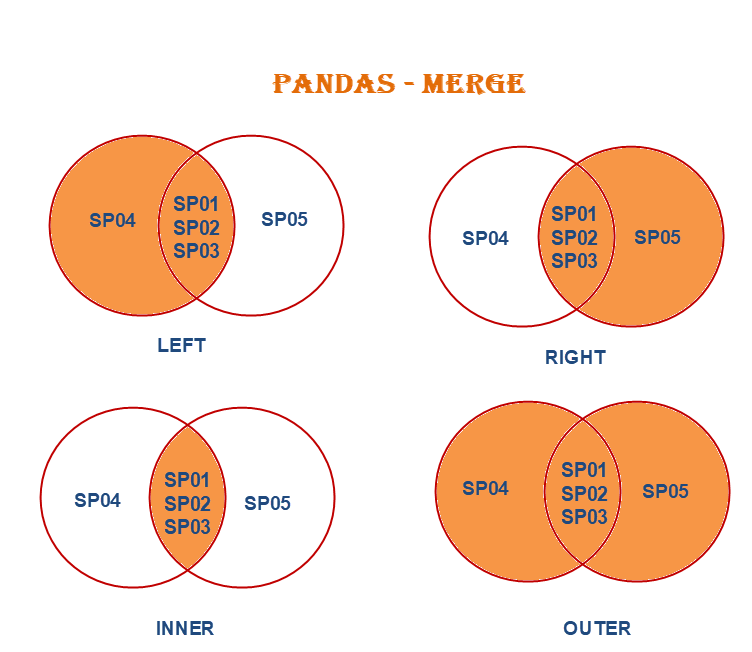 PANDAS - MERGE
SP04
SP01
SP02
SP03
SP05
LEFT
SP04
SP01
SP02
SP03
SP05
RIGHT
SP04
SP01
SP02
SP03
SP05
INNER
SP04
SP01
SP02
SP03
SP05
OUTER